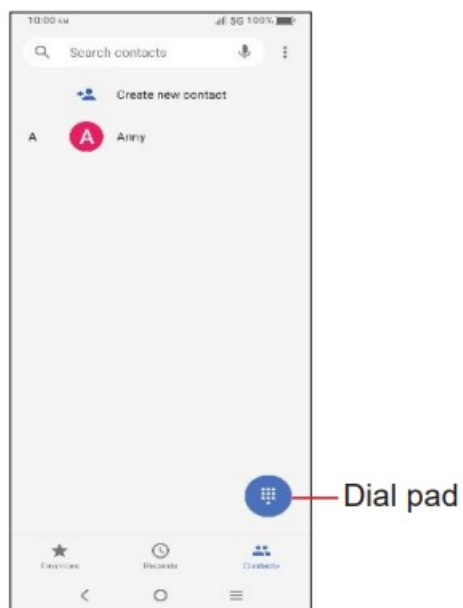 10:00 AM 5G 100%
Search contacts
Create new contact
A A Anny
Dial pad
Favorites Recents Contacts